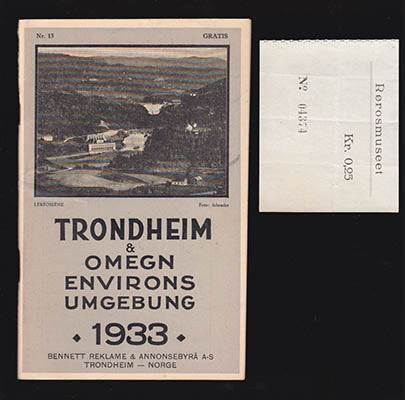 Nr. 13 GRATIS
LERFOSSENE Foto: Schrøder
TRONDHEIM
&
OMEGN
ENVIRONS
UMGEBUNG
• 1933 •
BENNETT REKLAME & ANNONSEBYRÅ A-S
TRONDHEIM — NORGE
Rørosmuseet
Kr. 0,25
№ 04374